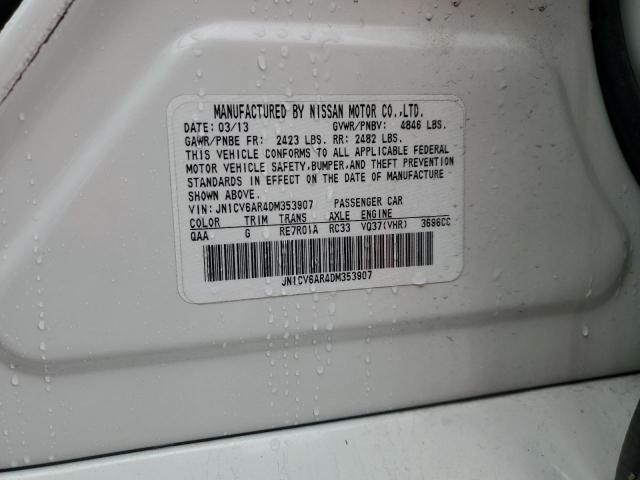 MANUFACTURED BY NISSAN MOTOR CO.,LTD.
DATE: 03/13 GVWR/PNBV: 4846 LBS.
GAWR/PNBE FR: 2423 LBS. RR: 2482 LBS.
THIS VEHICLE CONFORMS TO ALL APPLICABLE FEDERAL
MOTOR VEHICLE SAFETY,BUMPER,AND THEFT PREVENTION
STANDARDS IN EFFECT ON THE DATE OF MANUFACTURE
SHOWN ABOVE.
VIN: JN1CV6AR4DM353907 PASSENGER CAR
COLOR TRIM TRANS AXLE ENGINE
QAA G RE7R01A RC33 VQ37(VHR) 3696CC
JN1CV6AR4DM353907